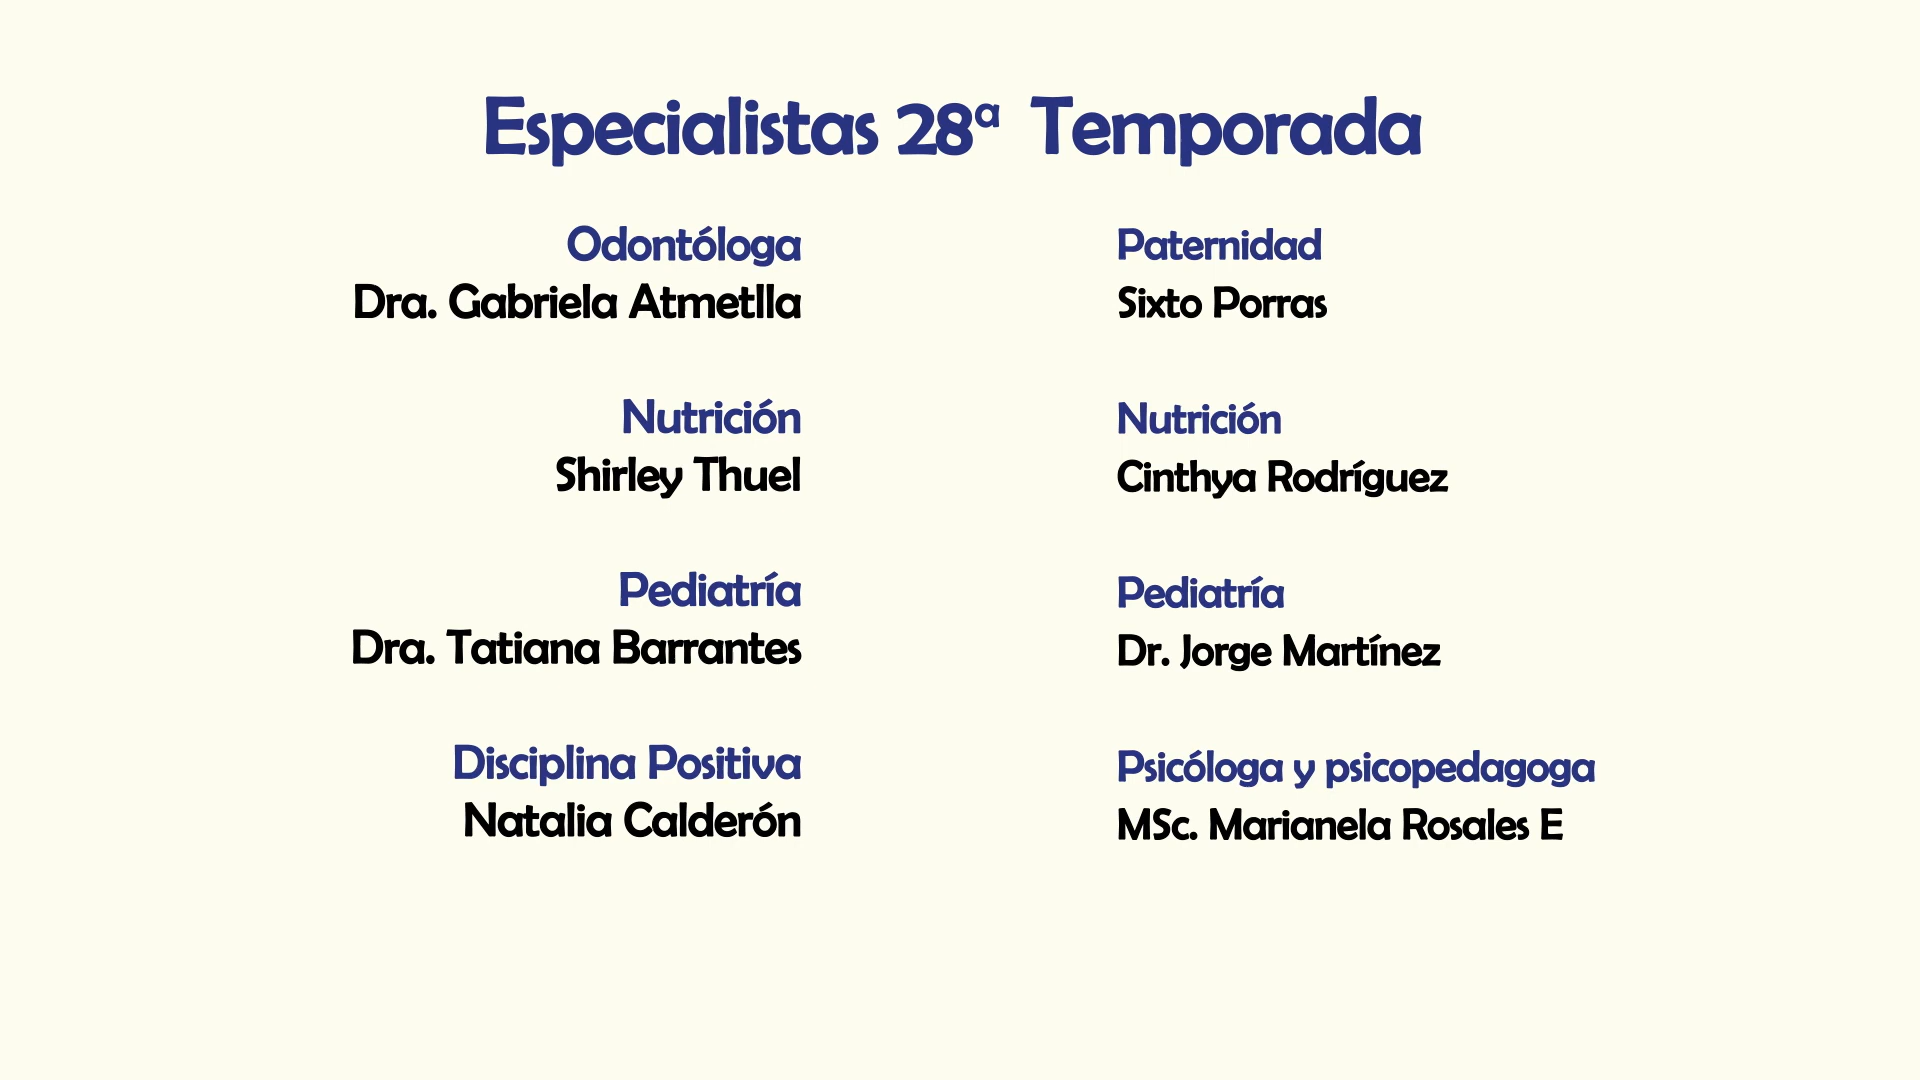 Especialistas 28ª Temporada
Odontóloga
Dra. Gabriela Atmetlla
Nutrición
Shirley Thuel
Pediatría
Dra. Tatiana Barrantes
Disciplina Positiva
Natalia Calderón
Paternidad
Sixto Porras
Nutrición
Cinthya Rodríguez
Pediatría
Dr. Jorge Martínez
Psicóloga y psicopedagoga
MSc. Marianela Rosales E